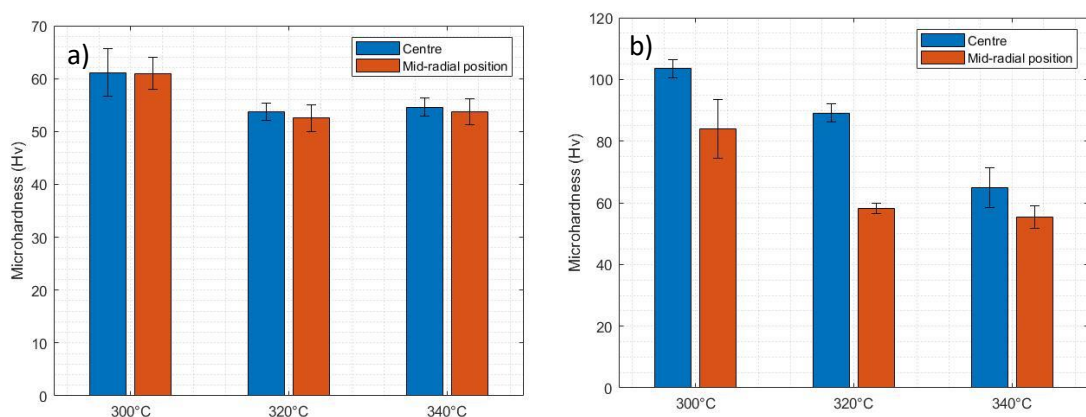 a)
Microhardness (Hv)
70
60
50
40
30
20
10
0
Centre
Mid-radial position
300°C
320°C
340°C
b)
Microhardness (Hv)
120
100
80
60
40
20
0
Centre
Mid-radial position
300°C
320°C
340°C